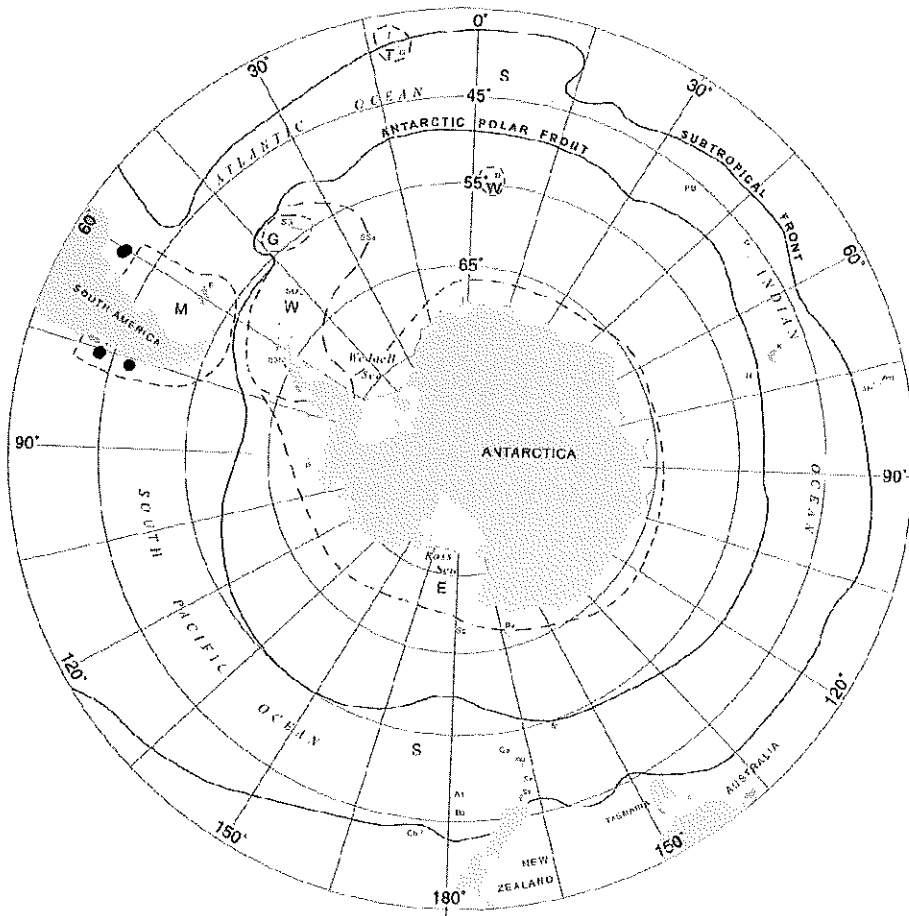 0°
30°
T
S
30°
ATLANTIC OCEAN
45°
ANTARCTIC POLAR FRONT
SUBTROPICAL FRONT
55°
W
60°
G
60°
65°
INDIAN OCEAN
SOUTH AMERICA
M
W
Weddell
Sea
90°
ANTARCTICA
90°
SOUTH PACIFIC OCEAN
Ross
Sea
E
120°
120°
S
AUSTRALIA
TASMANIA
150°
150°
NEW
ZEALAND
180°